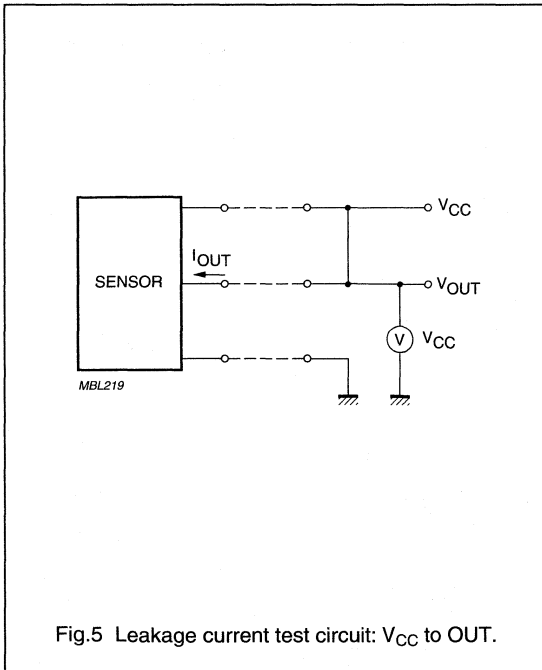 V_CC
I_OUT
SENSOR
V_OUT
V V_CC
MBL219
Fig.5 Leakage current test circuit: V_CC to OUT.